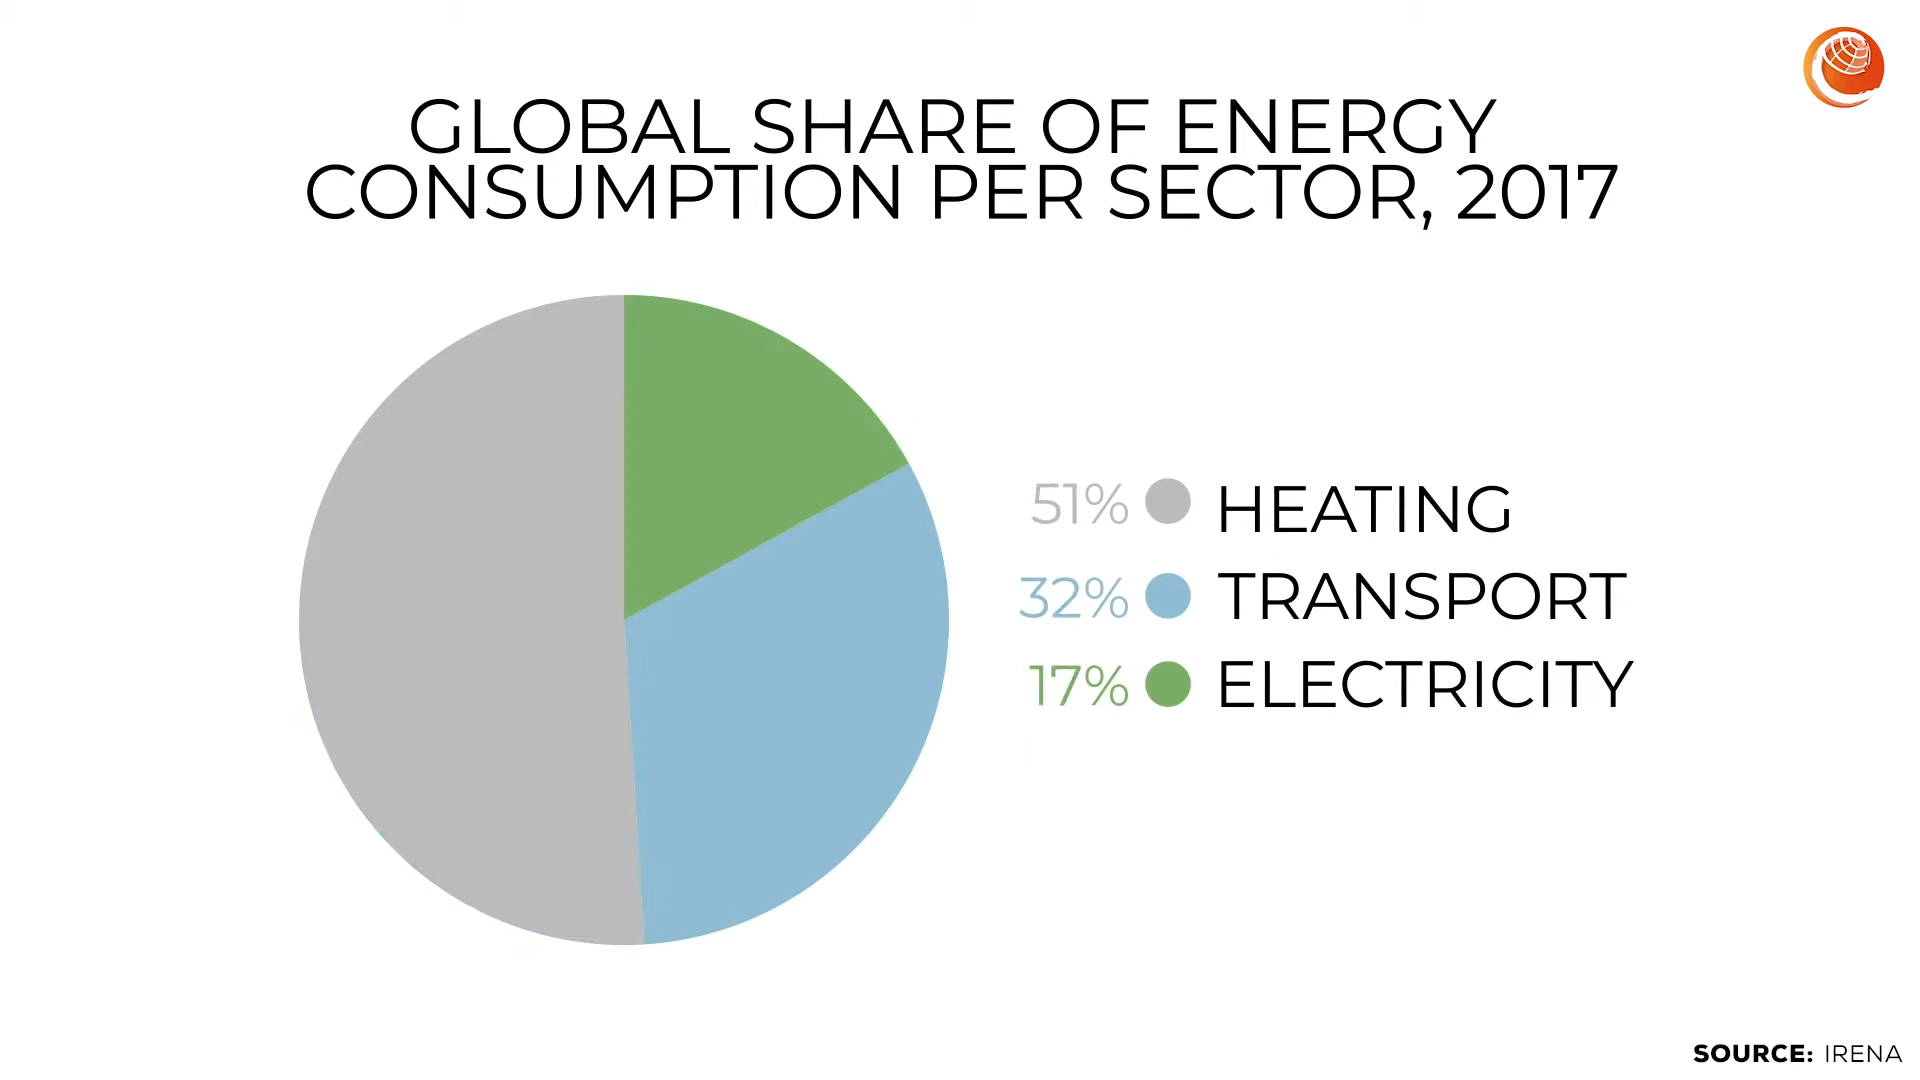 GLOBAL SHARE OF ENERGY
CONSUMPTION PER SECTOR, 2017
51% HEATING
32% TRANSPORT
17% ELECTRICITY
SOURCE: IRENA